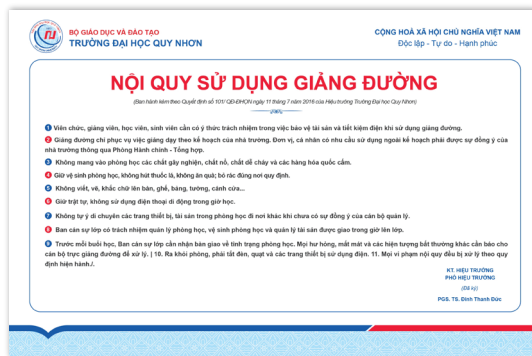 BỘ GIÁO DỤC VÀ ĐÀO TẠO
TRƯỜNG ĐẠI HỌC QUY NHƠN
CỘNG HOÀ XÃ HỘI CHỦ NGHĨA VIỆT NAM
Độc lập - Tự do - Hạnh phúc
NỘI QUY SỬ DỤNG GIẢNG ĐƯỜNG
(Ban hành kèm theo Quyết định số 101/ QĐ-ĐHQN ngày 11 tháng 7 năm 2016 của Hiệu trưởng Trường Đại học Quy Nhơn)
1 Viên chức, giảng viên, học viên, sinh viên cần có ý thức trách nhiệm trong việc bảo vệ tài sản và tiết kiệm điện khi sử dụng giảng đường.
2 Giảng đường chỉ phục vụ việc giảng dạy theo kế hoạch của nhà trường. Đơn vị, cá nhân có nhu cầu sử dụng ngoài kế hoạch phải được sự đồng ý của
nhà trường thông qua Phòng Hành chính - Tổng hợp.
3 Không mang vào phòng học các chất gây nghiện, chất nổ, chất dễ cháy và các hàng hóa quốc cấm.
4 Giữ vệ sinh phòng học, không hút thuốc lá, không ăn quà; bỏ rác đúng nơi quy định.
5 Không viết, vẽ, khắc chữ lên bàn, ghế, bảng, tường, cánh cửa...
6 Giữ trật tự, không sử dụng điện thoại di động trong giờ học.
7 Không tự ý di chuyển các trang thiết bị, tài sản trong phòng học đi nơi khác khi chưa có sự đồng ý của cán bộ quản lý.
8 Ban cán sự lớp có trách nhiệm quản lý phòng học, vệ sinh phòng học và quản lý tài sản được giao trong giờ lên lớp.
9 Trước mỗi buổi học, Ban cán sự lớp cần nhận bàn giao về tình trạng phòng học. Mọi hư hỏng, mất mát và các hiện tượng bất thường khác cần báo cho
cán bộ trực giảng đường để xử lý. | 10. Ra khỏi phòng, phải tắt đèn, quạt và các trang thiết bị sử dụng điện. 11. Mọi vi phạm nội quy đều bị xử lý theo quy
định hiện hành./.
KT. HIỆU TRƯỞNG
PHÓ HIỆU TRƯỞNG
(Đã ký)
PGS. TS. Đinh Thanh Đức